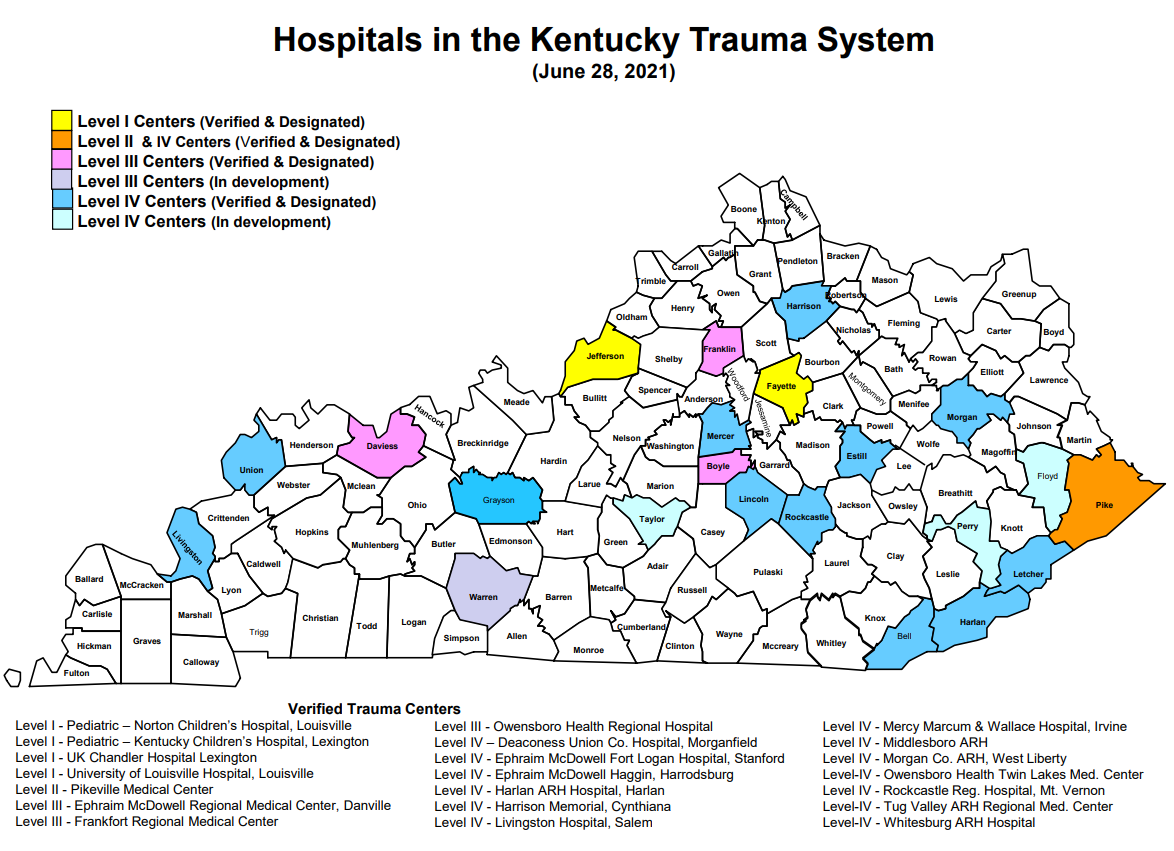 Hospitals in the Kentucky Trauma System
(June 28, 2021)
Level I Centers (Verified & Designated)
Level II & IV Centers (Verified & Designated)
Level III Centers (Verified & Designated)
Level III Centers (In development)
Level IV Centers (Verified & Designated)
Level IV Centers (In development)
Boone
Kenton
Campbell
Gallatin
Carroll
Trimble
Grant
Pendleton
Bracken
Mason
Robertson
Lewis
Greenup
Owen
Henry
Oldham
Harrison
Nicholas
Fleming
Carter
Boyd
Jefferson
Shelby
Franklin
Scott
Bourbon
Bath
Rowan
Elliott
Lawrence
Spencer
Bullitt
Anderson
Woodford
Fayette
Jessamine
Clark
Montgomery
Menifee
Morgan
Johnson
Martin
Meade
Hancock
Breckinridge
Nelson
Washington
Mercer
Madison
Powell
Wolfe
Magoffin
Floyd
Pike
Henderson
Daviess
Union
Webster
Mclean
Ohio
Grayson
Hardin
Larue
Marion
Boyle
Garrard
Estill
Lee
Breathitt
Knott
Crittenden
Livingston
Hopkins
Muhlenberg
Butler
Edmonson
Hart
Green
Taylor
Casey
Lincoln
Rockcastle
Jackson
Owsley
Perry
Letcher
Ballard
McCracken
Caldwell
Lyon
Carlisle
Marshall
Graves
Hickman
Fulton
Calloway
Trigg
Christian
Todd
Logan
Warren
Simpson
Allen
Barren
Metcalfe
Adair
Russell
Pulaski
Laurel
Clay
Leslie
Monroe
Cumberland
Clinton
Wayne
Mccreary
Whitley
Knox
Bell
Harlan
Verified Trauma Centers
Level I - Pediatric – Norton Children's Hospital, Louisville
Level I - Pediatric – Kentucky Children's Hospital, Lexington
Level I - UK Chandler Hospital Lexington
Level I - University of Louisville Hospital, Louisville
Level II - Pikeville Medical Center
Level III - Ephraim McDowell Regional Medical Center, Danville
Level III - Frankfort Regional Medical Center
Level III - Owensboro Health Regional Hospital
Level IV – Deaconess Union Co. Hospital, Morganfield
Level IV - Ephraim McDowell Fort Logan Hospital, Stanford
Level IV - Ephraim McDowell Haggin, Harrodsburg
Level IV - Harlan ARH Hospital, Harlan
Level IV - Harrison Memorial, Cynthiana
Level IV - Livingston Hospital, Salem
Level IV - Mercy Marcum & Wallace Hospital, Irvine
Level IV - Middlesboro ARH
Level IV - Morgan Co. ARH, West Liberty
Level-IV - Owensboro Health Twin Lakes Med. Center
Level IV - Rockcastle Reg. Hospital, Mt. Vernon
Level-IV - Tug Valley ARH Regional Med. Center
Level-IV - Whitesburg ARH Hospital